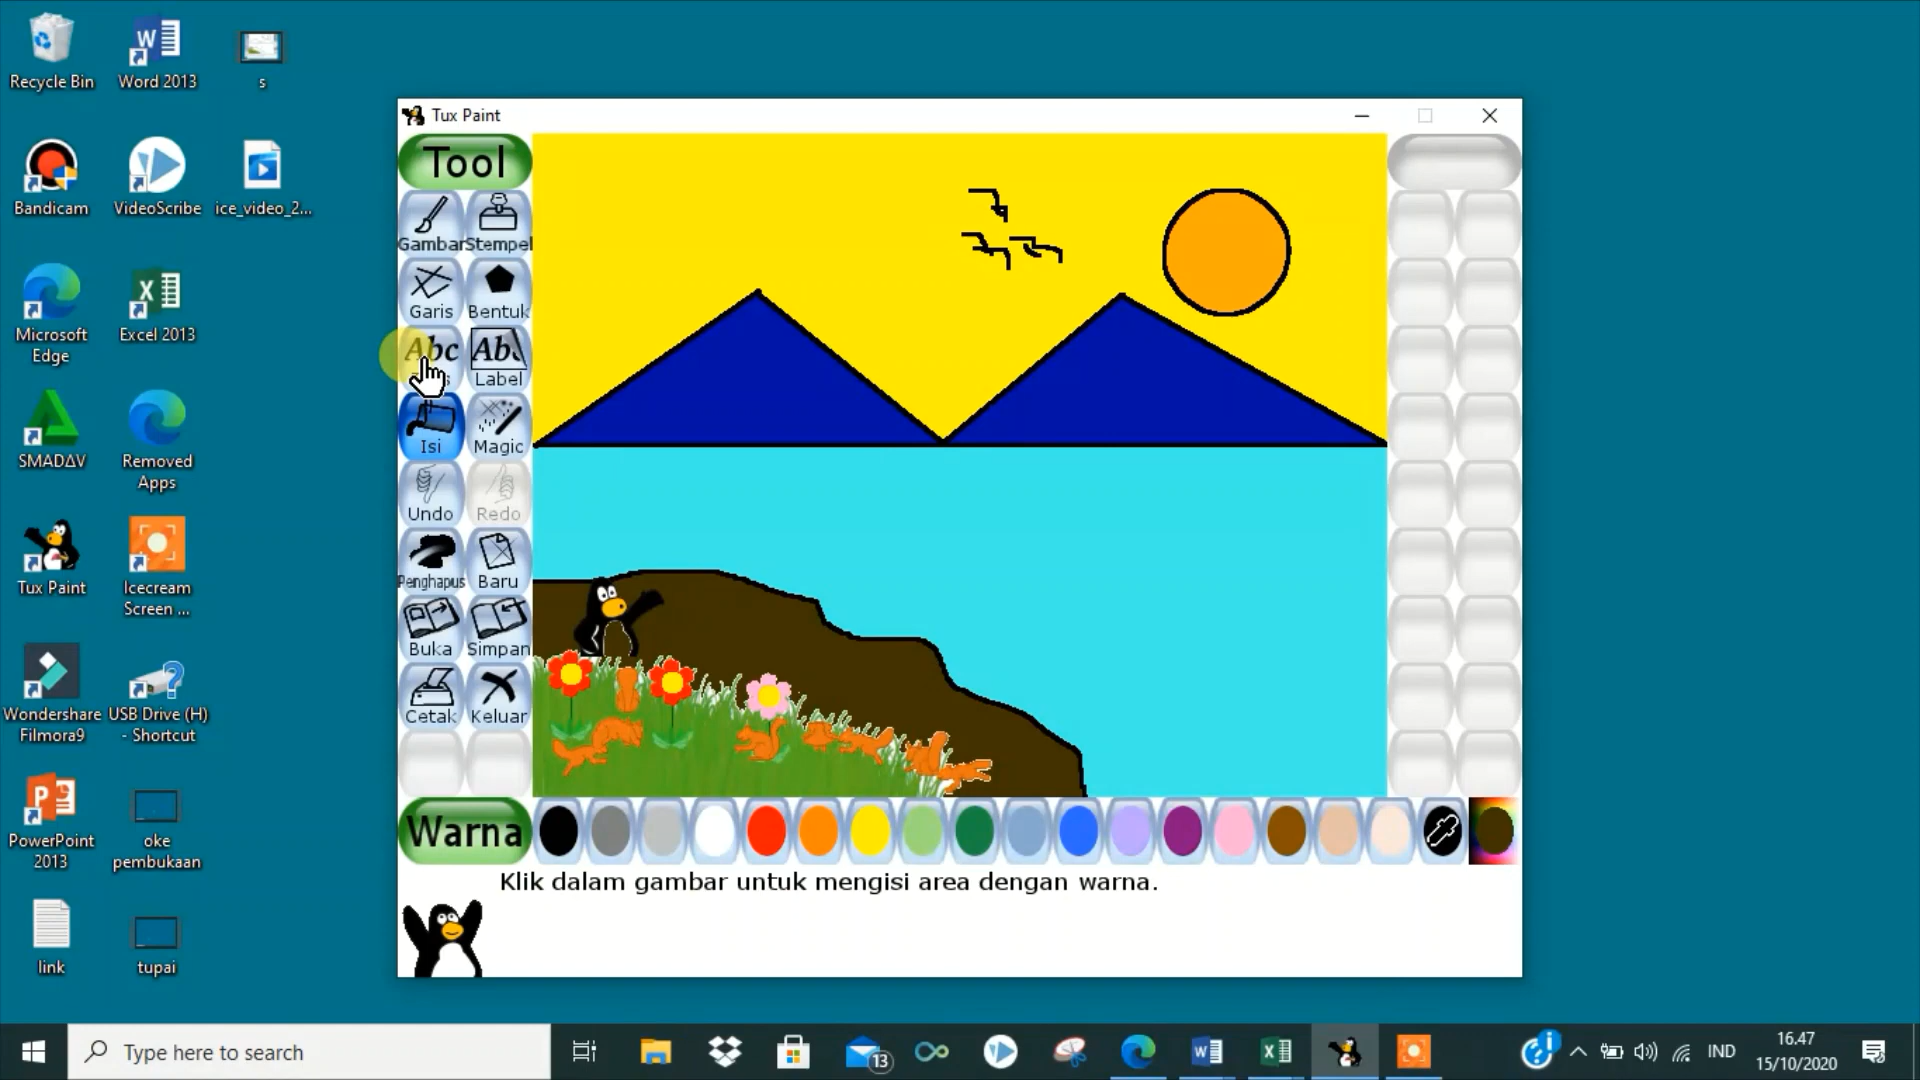 Recycle Bin
Word 2013
s
Bandicam
VideoScribe
ice_video_2...
Microsoft
Edge
Excel 2013
SMADΔV
Removed
Apps
Tux Paint
Icecream
Screen ...
Wondershare
Filmora9
USB Drive (H)
- Shortcut
PowerPoint
2013
oke
pembukaan
link
tupai
Tux Paint
Tool
Gambar
Stempel
Garis
Bentuk
Abc
Label
Isi
Magic
Undo
Redo
Penghapus
Baru
Buka
Simpan
Cetak
Keluar
Warna
Klik dalam gambar untuk mengisi area dengan warna.
Type here to search
13
IND
16.47
15/10/2020